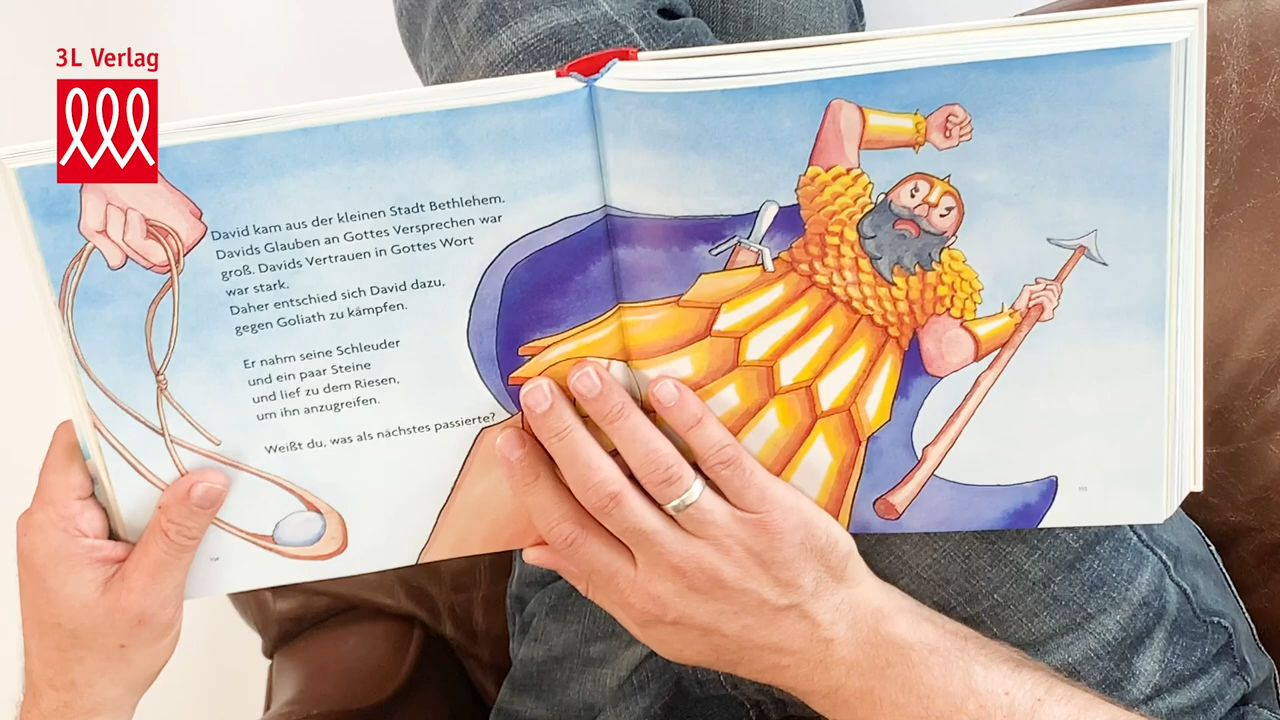 3L Verlag
David kam aus der kleinen Stadt Bethlehem.
Davids Glauben an Gottes Versprechen war
groß. Davids Vertrauen in Gottes Wort
war stark.
Daher entschied sich David dazu,
gegen Goliath zu kämpfen.
Er nahm seine Schleuder
und ein paar Steine
und lief zu dem Riesen,
um ihn anzugreifen.
Weißt du, was als nächstes passierte?